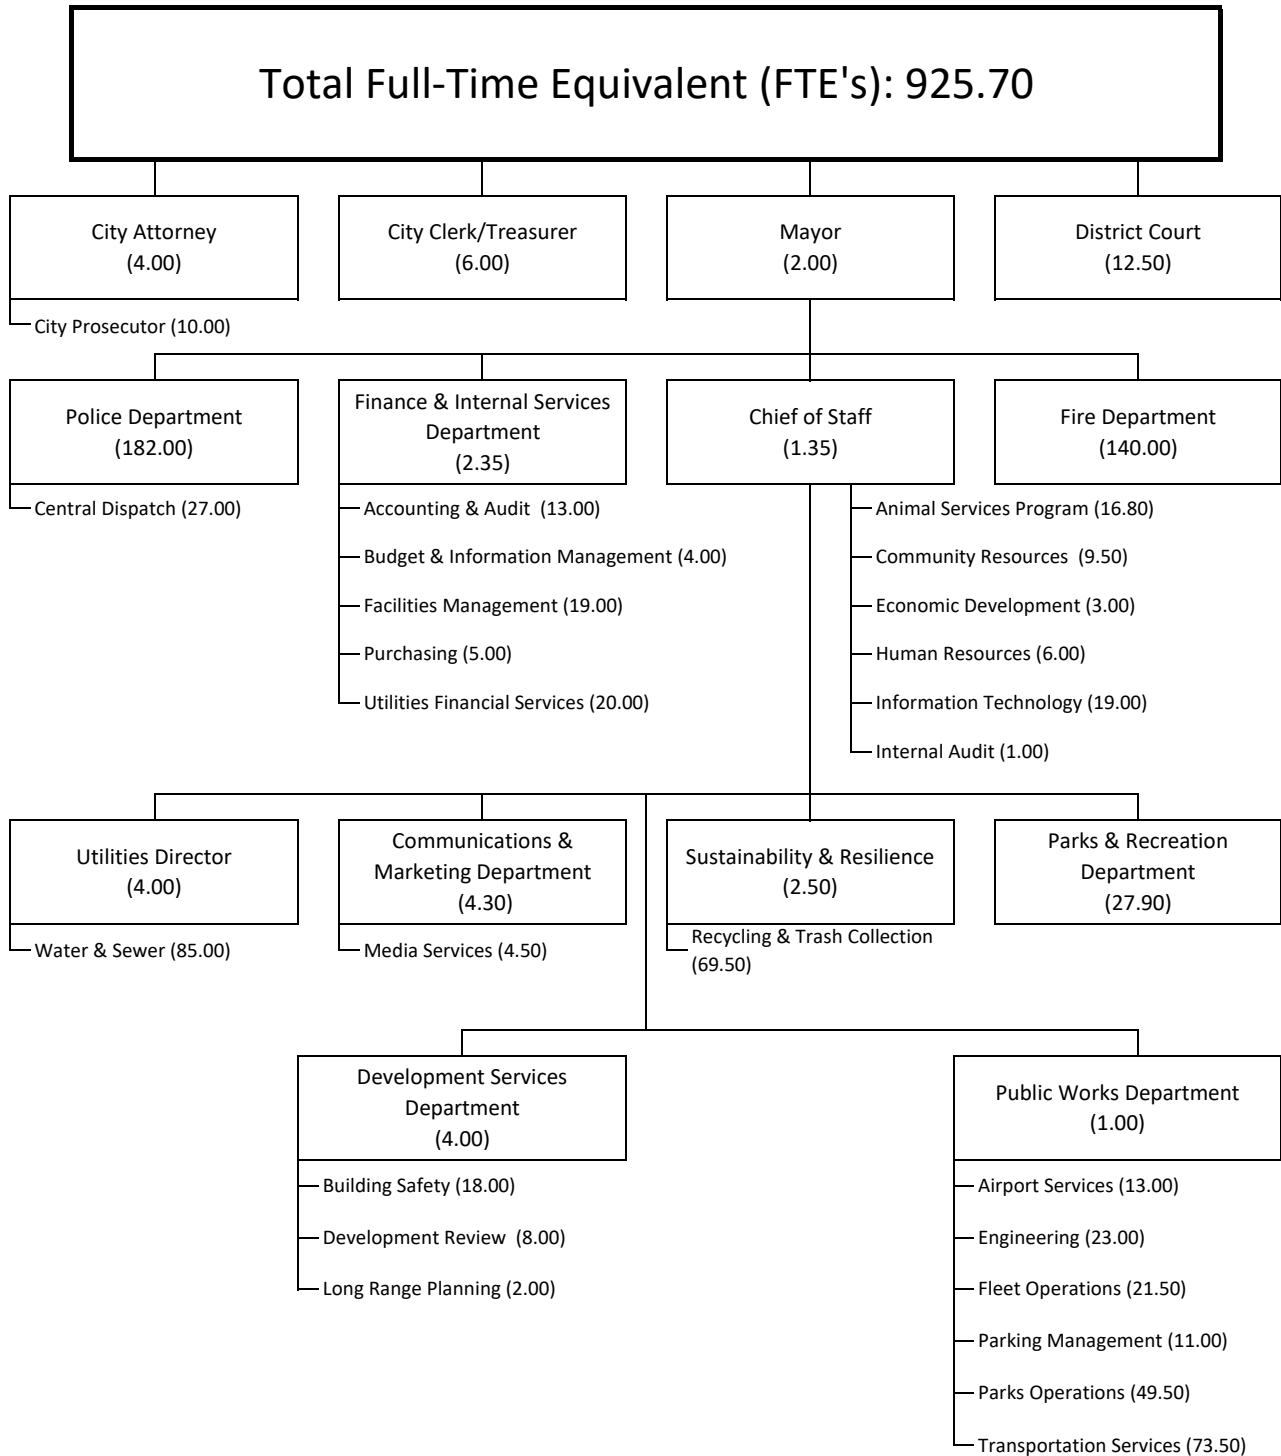 Total Full-Time Equivalent (FTE's): 925.70
City Attorney
(4.00)
City Prosecutor (10.00)
City Clerk/Treasurer
(6.00)
Mayor
(2.00)
District Court
(12.50)
Police Department
(182.00)
Central Dispatch (27.00)
Finance & Internal Services
Department
(2.35)
Accounting & Audit  (13.00)
Budget & Information Management (4.00)
Facilities Management (19.00)
Purchasing (5.00)
Utilities Financial Services (20.00)
Chief of Staff
(1.35)
Animal Services Program (16.80)
Community Resources  (9.50)
Economic Development (3.00)
Human Resources (6.00)
Information Technology (19.00)
Internal Audit (1.00)
Fire Department
(140.00)
Utilities Director
(4.00)
Water & Sewer (85.00)
Communications &
Marketing Department
(4.30)
Media Services (4.50)
Sustainability & Resilience
(2.50)
Recycling & Trash Collection
(69.50)
Parks & Recreation
Department
(27.90)
Development Services
Department
(4.00)
Building Safety (18.00)
Development Review  (8.00)
Long Range Planning (2.00)
Public Works Department
(1.00)
Airport Services (13.00)
Engineering (23.00)
Fleet Operations (21.50)
Parking Management (11.00)
Parks Operations (49.50)
Transportation Services (73.50)